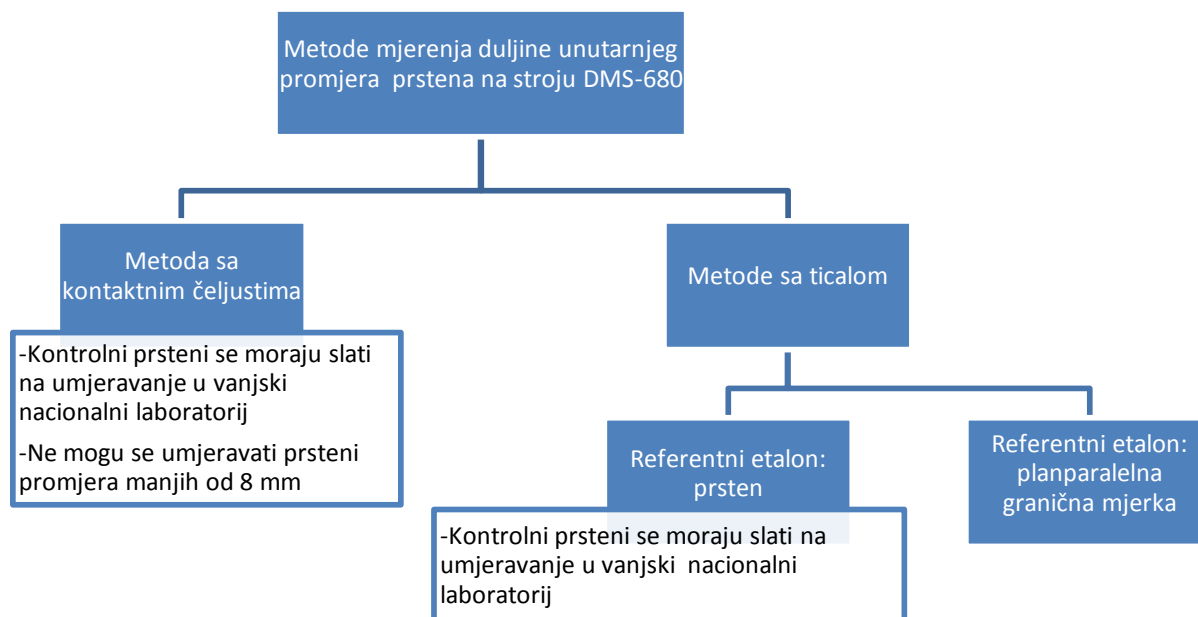 Metode mjerenja duljine unutarnjeg
promjera prstena na stroju DMS-680
Metoda sa
kontaktnim čeljustima
-Kontrolni prsteni se moraju slati
na umjeravanje u vanjski
nacionalni laboratorij
-Ne mogu se umjeravati prsteni
promjera manjih od 8 mm
Metode sa ticalom
Referentni etalon:
prsten
-Kontrolni prsteni se moraju slati na
umjeravanje u vanjski nacionalni
laboratorij
Referentni etalon:
planparalelna
granična mjerka